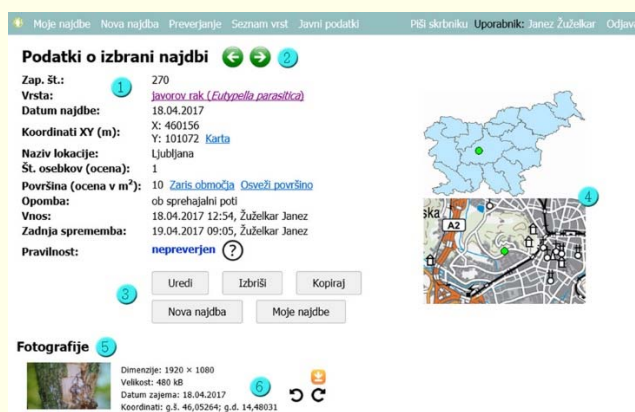 Moje najdbe Nova najdba Preverjanje Seznam vrst Javni podatki Piši skrbniku Uporabnik: Janez Žuželkar Odjava
Podatki o izbrani najdbi 2
Zap. št.: 270
1
Vrsta: javorov rak (Eutypella parasitica)
Datum najdbe: 18.04.2017
Koordinati XY (m): X: 460156
Y: 101072 Karta
Naziv lokacije: Ljubljana
Št. osebkov (ocena): 1
Površina (ocena v m²): 10 Zaris območja Osveži površino
Opomba: ob sprehajalni poti
Vnos: 18.04.2017 12:54, Žuželkar Janez
Zadnja sprememba: 19.04.2017 09:05, Žuželkar Janez
Pravilnost: nepreverjen ?
ška
A2
4
3
Uredi Izbriši Kopiraj
Nova najdba Moje najdbe
Fotografije 5
Dimenzije: 1920 × 1080
Velikost: 480 kB
Datum zajema: 18.04.2017
Koordinati: g.š. 46,05264; g.d. 14,48031
6